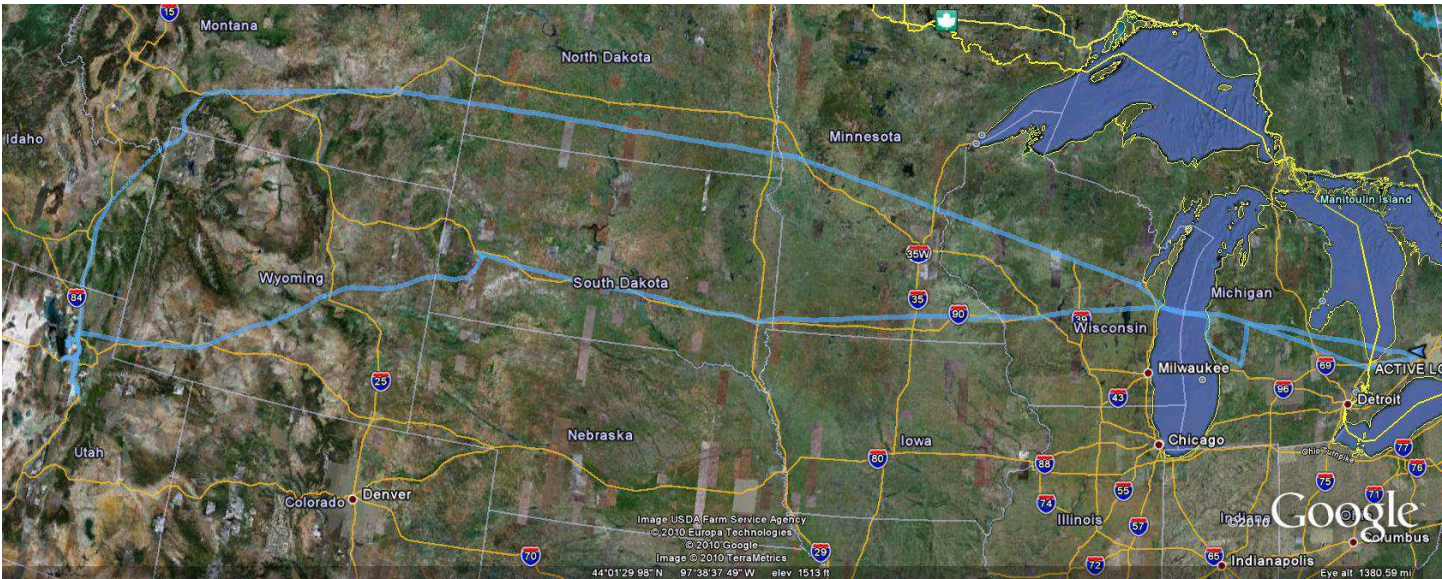 15
Montana
North Dakota
Idaho
Minnesota
Manitoulin Island
35W
Wyoming
South Dakota
Michigan
84
35
90
39
Wisconsin
Milwaukee
69
ACTIVE LO
25
43
96
Detroit
Utah
Nebraska
Iowa
Chicago
80
88
Ohio Turnpike
77
76
Colorado
Denver
74
55
75
71
Illinois
57
Indiana
©2010 Google
Columbus
Image USDA Farm Service Agency
© 2010 Europa Technologies
© 2010 Google
Image © 2010 TerraMetrics
70
29
72
65
Indianapolis
44°01'29.98" N 97°38'37.49" W elev 1513 ft
Eye alt 1380.59 mi